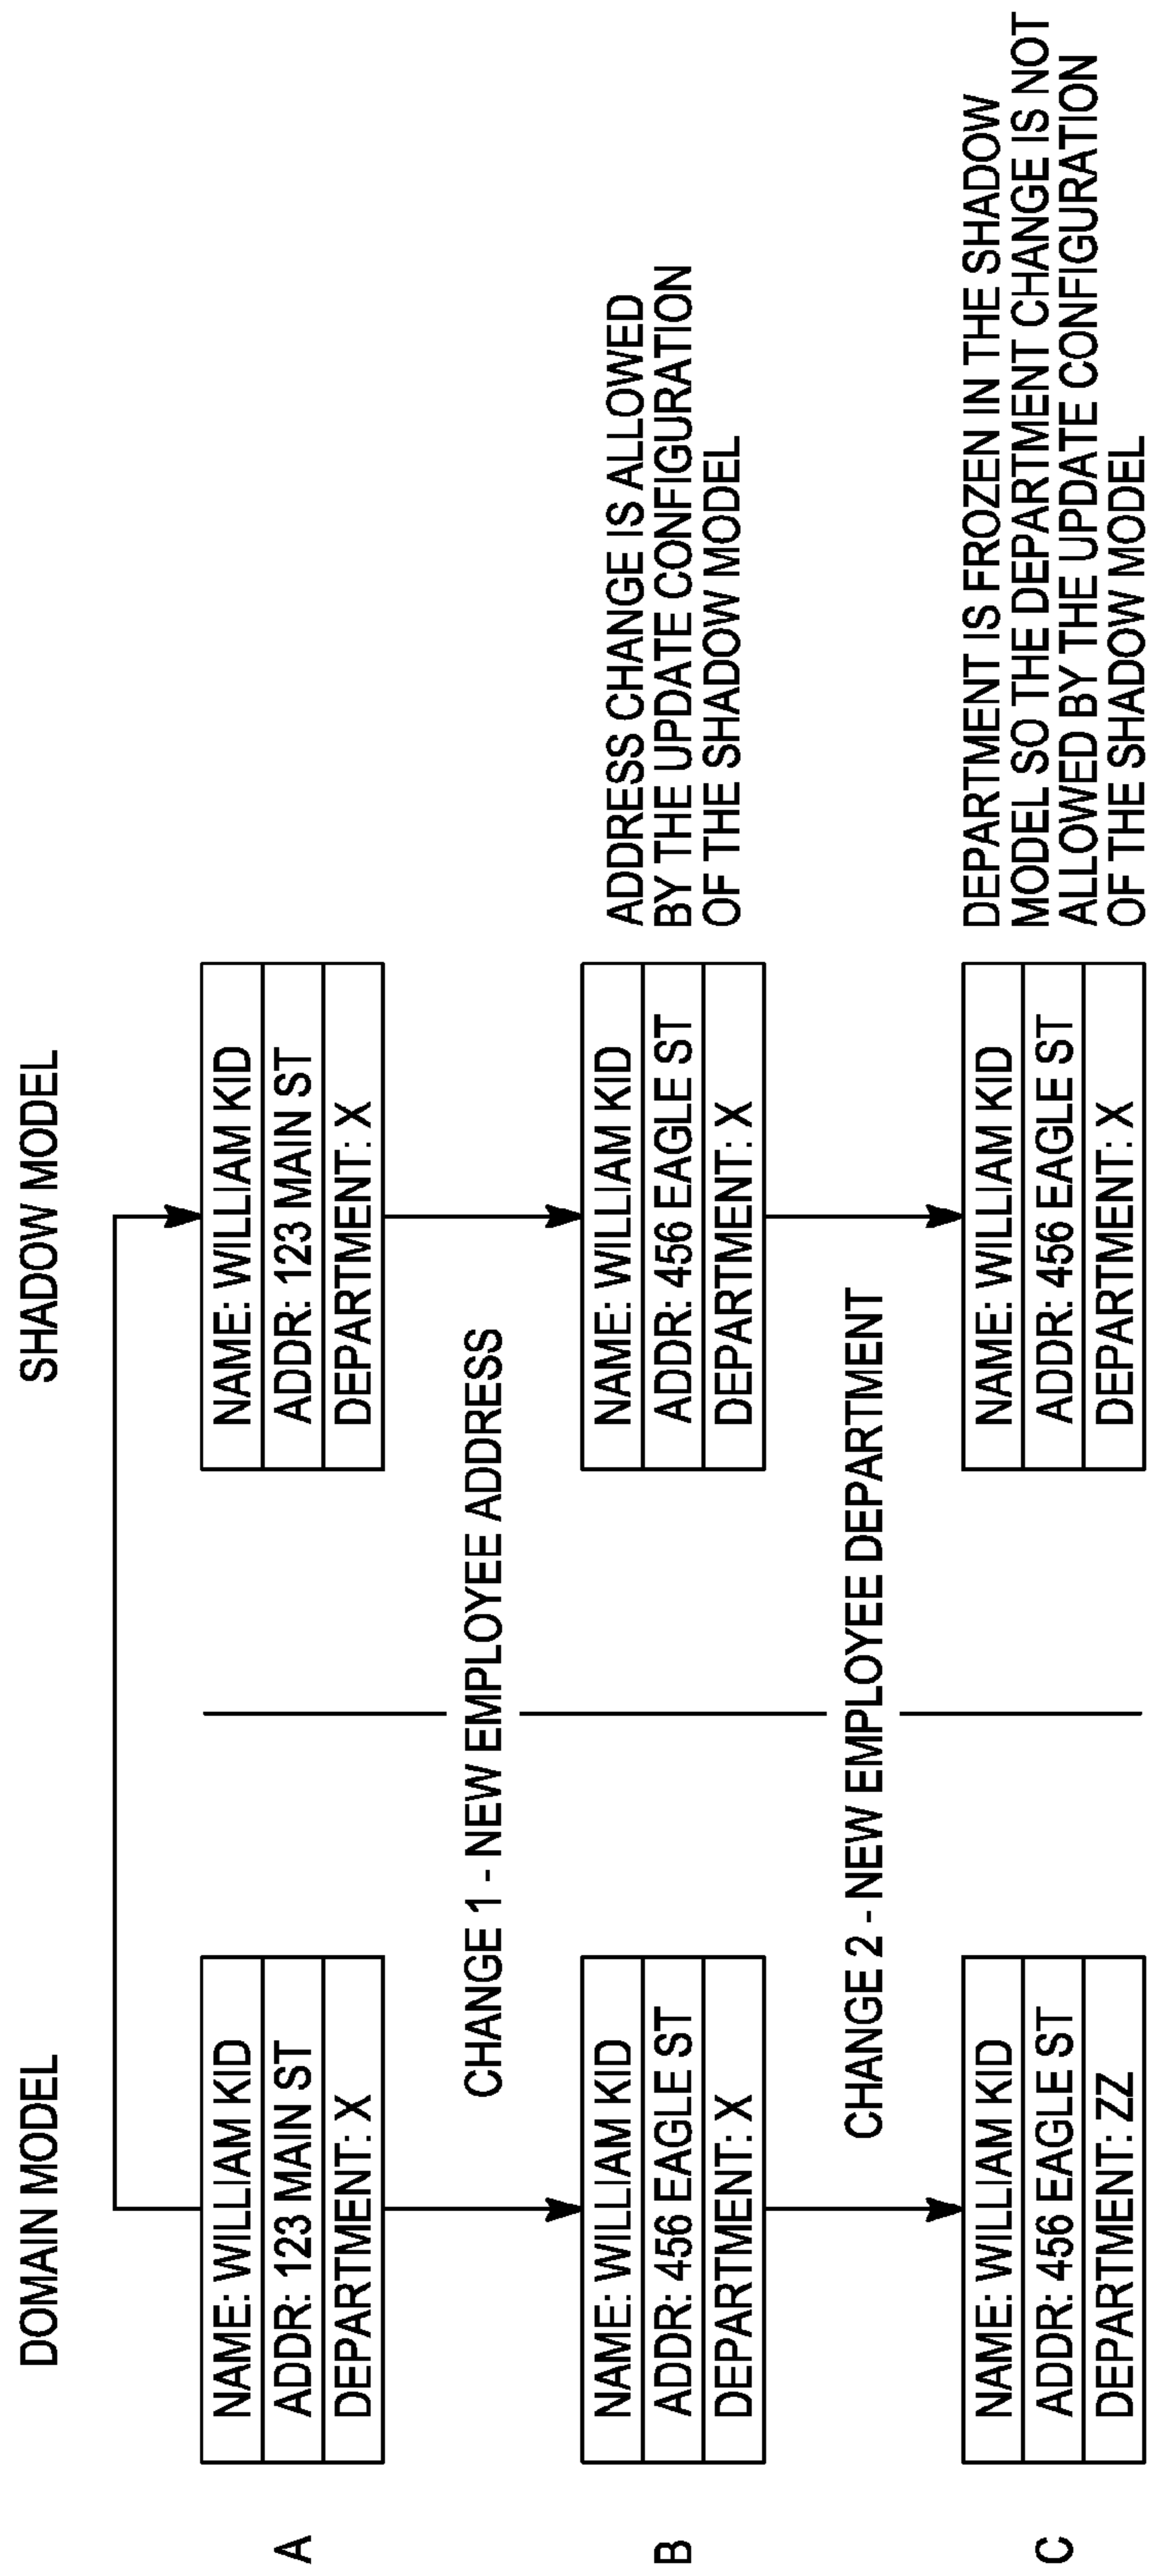 DOMAIN MODEL
SHADOW MODEL
A
NAME: WILLIAM KID
ADDR: 123 MAIN ST
DEPARTMENT: X
NAME: WILLIAM KID
ADDR: 123 MAIN ST
DEPARTMENT: X
CHANGE 1 - NEW EMPLOYEE ADDRESS
B
NAME: WILLIAM KID
ADDR: 456 EAGLE ST
DEPARTMENT: X
NAME: WILLIAM KID
ADDR: 456 EAGLE ST
DEPARTMENT: X
ADDRESS CHANGE IS ALLOWED
BY THE UPDATE CONFIGURATION
OF THE SHADOW MODEL
CHANGE 2 - NEW EMPLOYEE DEPARTMENT
C
NAME: WILLIAM KID
ADDR: 456 EAGLE ST
DEPARTMENT: ZZ
NAME: WILLIAM KID
ADDR: 456 EAGLE ST
DEPARTMENT: X
DEPARTMENT IS FROZEN IN THE SHADOW
MODEL SO THE DEPARTMENT CHANGE IS NOT
ALLOWED BY THE UPDATE CONFIGURATION
OF THE SHADOW MODEL